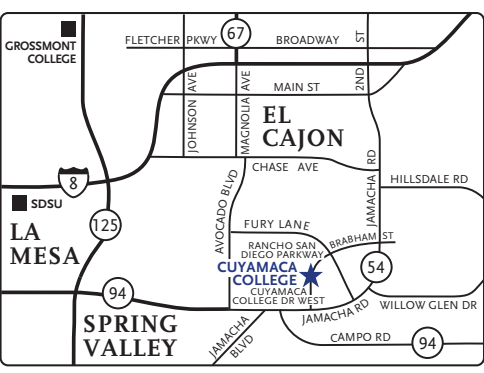 GROSSMONT
COLLEGE
FLETCHER PKWY
67
BROADWAY
2ND ST
JOHNSON AVE
MAGNOLIA AVE
MAIN ST
EL
CAJON
CHASE AVE
JAMACHA RD
HILLSDALE RD
8
SDSU
LA
MESA
125
AVOCADO BLVD
FURY LANE
RANCHO SAN
DIEGO PARKWAY
BRABHAM ST
CUYAMACA
COLLEGE
CUYAMACA
COLLEGE DR WEST
54
94
SPRING
VALLEY
JAMACHA
BLVD
JAMACHA RD
WILLOW GLEN DR
CAMPO RD
94